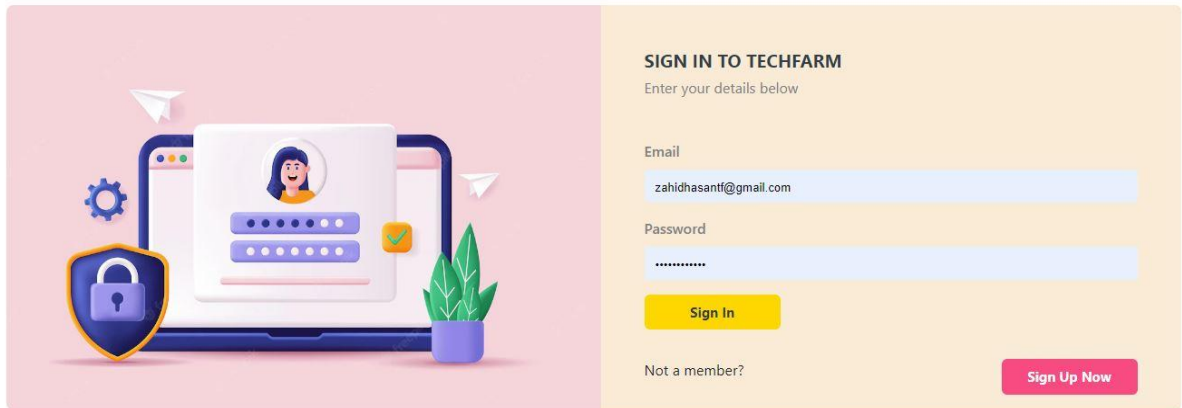 SIGN IN TO TECHFARM
Enter your details below
Email
zahidhasantf@gmail.com
Password
••••••••••••
Sign In
Not a member?
Sign Up Now